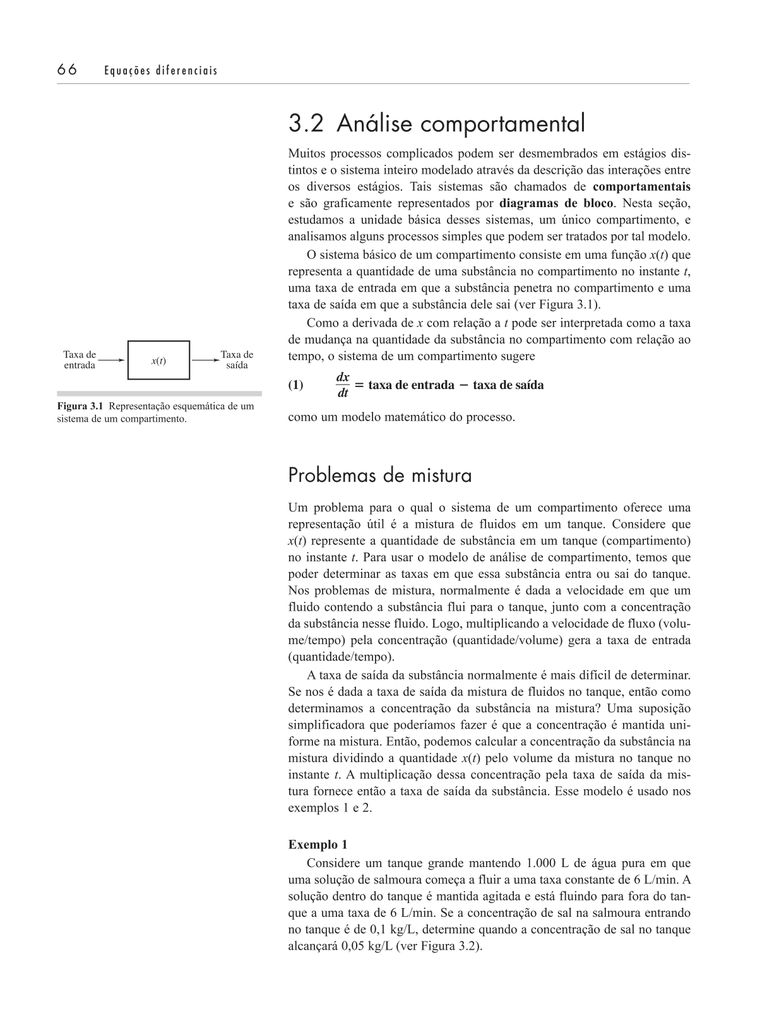 66 Equações diferenciais
3.2 Análise comportamental
Muitos processos complicados podem ser desmembrados em estágios dis-
tintos e o sistema inteiro modelado através da descrição das interações entre
os diversos estágios. Tais sistemas são chamados de comportamentais
e são graficamente representados por diagramas de bloco. Nesta seção,
estudamos a unidade básica desses sistemas, um único compartimento, e
analisamos alguns processos simples que podem ser tratados por tal modelo.
O sistema básico de um compartimento consiste em uma função x(t) que
representa a quantidade de uma substância no compartimento no instante t,
uma taxa de entrada em que a substância penetra no compartimento e uma
taxa de saída em que a substância dele sai (ver Figura 3.1).
Como a derivada de x com relação a t pode ser interpretada como a taxa
de mudança na quantidade da substância no compartimento com relação ao
tempo, o sistema de um compartimento sugere
(1) dx/dt = taxa de entrada − taxa de saída
como um modelo matemático do processo.
Taxa de
entrada
x(t)
Taxa de
saída
Figura 3.1 Representação esquemática de um
sistema de um compartimento.
Problemas de mistura
Um problema para o qual o sistema de um compartimento oferece uma
representação útil é a mistura de fluidos em um tanque. Considere que
x(t) represente a quantidade de substância em um tanque (compartimento)
no instante t. Para usar o modelo de análise de compartimento, temos que
poder determinar as taxas em que essa substância entra ou sai do tanque.
Nos problemas de mistura, normalmente é dada a velocidade em que um
fluido contendo a substância flui para o tanque, junto com a concentração
da substância nesse fluido. Logo, multiplicando a velocidade de fluxo (volu-
me/tempo) pela concentração (quantidade/volume) gera a taxa de entrada
(quantidade/tempo).
A taxa de saída da substância normalmente é mais difícil de determinar.
Se nos é dada a taxa de saída da mistura de fluidos no tanque, então como
determinamos a concentração da substância na mistura? Uma suposição
simplificadora que poderíamos fazer é que a concentração é mantida uni-
forme na mistura. Então, podemos calcular a concentração da substância na
mistura dividindo a quantidade x(t) pelo volume da mistura no tanque no
instante t. A multiplicação dessa concentração pela taxa de saída da mis-
tura fornece então a taxa de saída da substância. Esse modelo é usado nos
exemplos 1 e 2.
Exemplo 1
Considere um tanque grande mantendo 1.000 L de água pura em que
uma solução de salmoura começa a fluir a uma taxa constante de 6 L/min. A
solução dentro do tanque é mantida agitada e está fluindo para fora do tan-
que a uma taxa de 6 L/min. Se a concentração de sal na salmoura entrando
no tanque é de 0,1 kg/L, determine quando a concentração de sal no tanque
alcançará 0,05 kg/L (ver Figura 3.2).